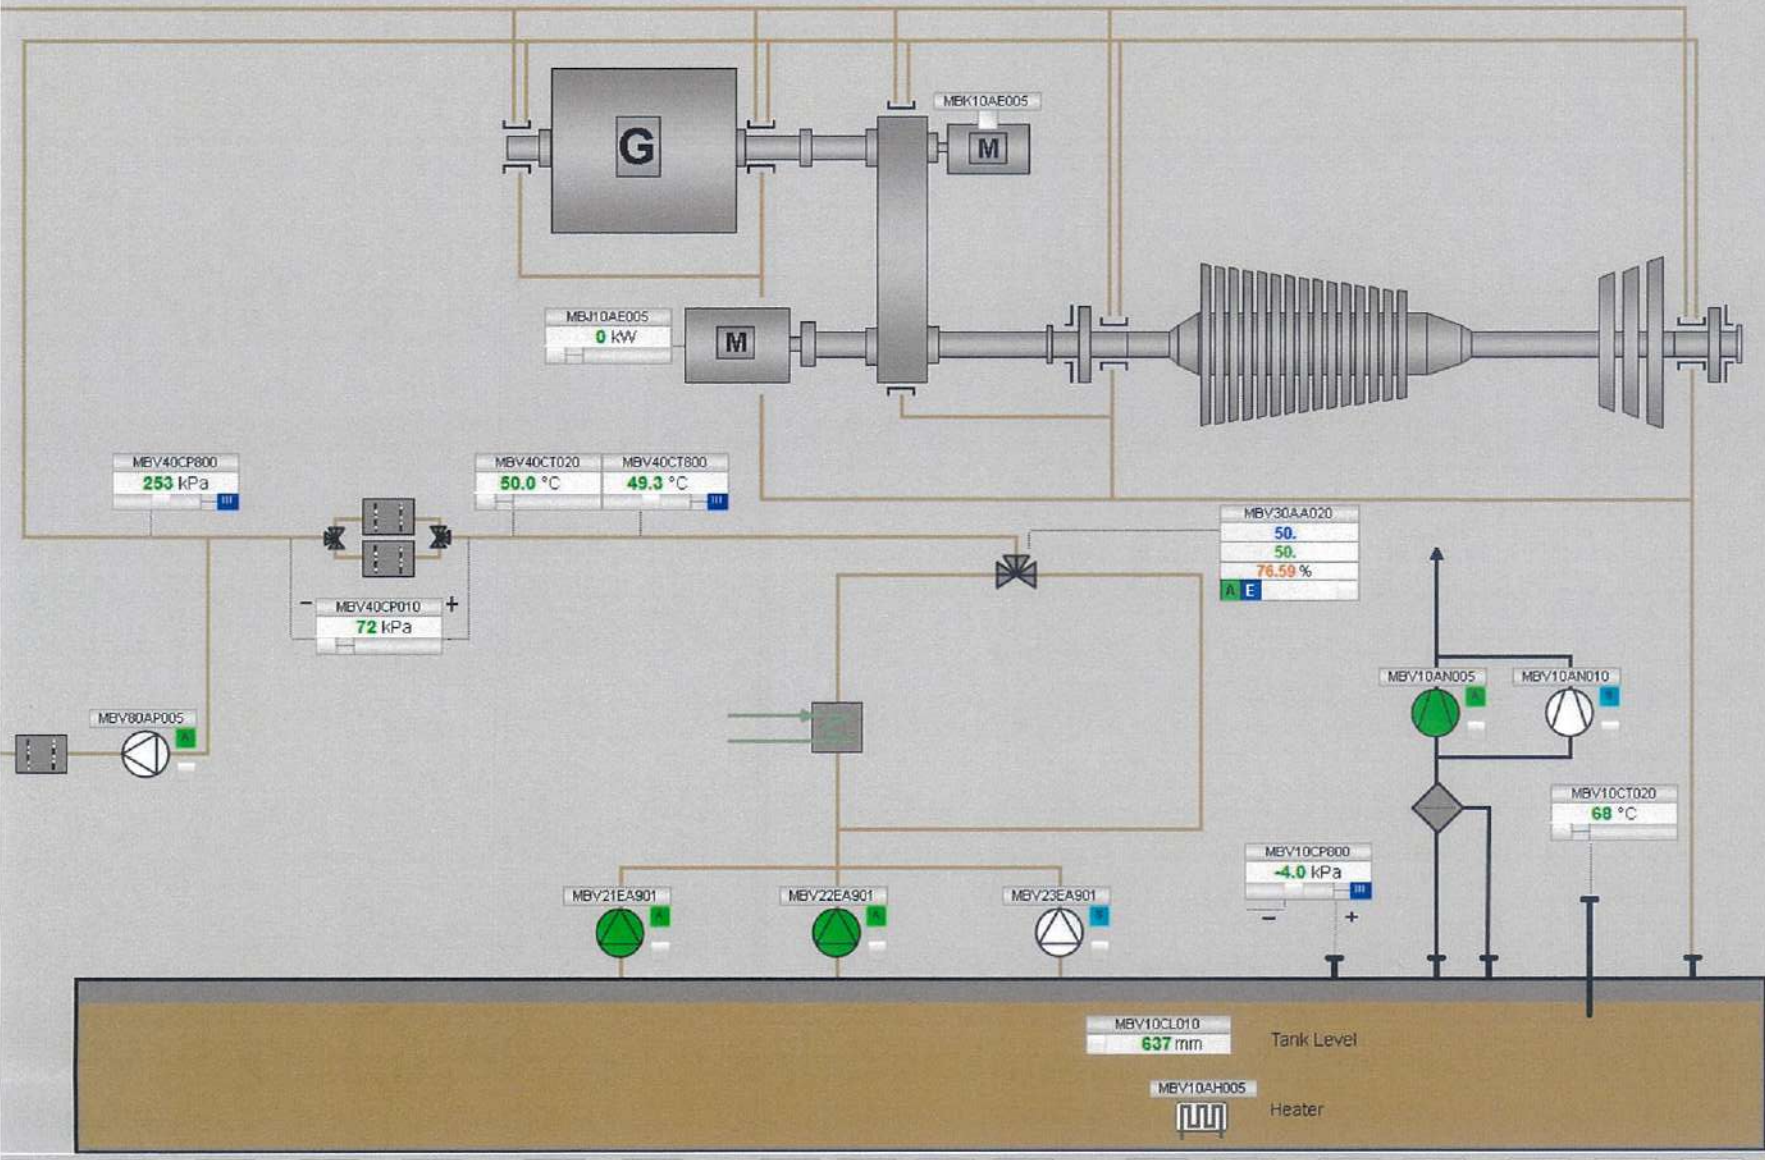 MBK10AE005
G
M
MBJ10AE005
0 kW
M
MBV40CP800
253 kPa
MBV40CT020
50.0 °C
MBV40CT800
49.3 °C
MBV30AA020
50.
50.
76.59 %
A E
- MBV40CP010 +
72 kPa
MBV10AN005
A
MBV10AN010
MBV80AP005
A
MBV10CT020
68 °C
MBV10CP800
-4.0 kPa
- +
MBV21EA901
A
MBV22EA901
A
MBV23EA901
MBV10CL010
637 mm
Tank Level
MBV10AH005
Heater